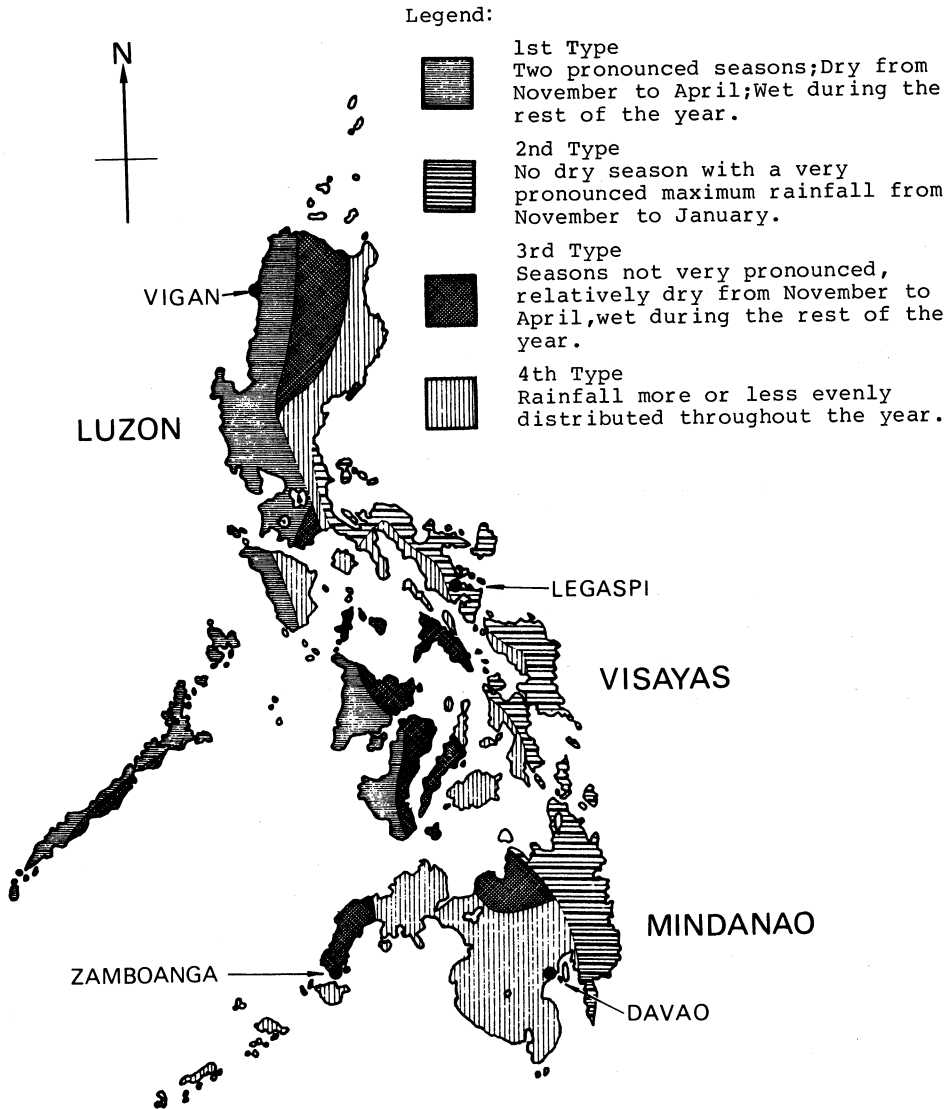 Legend:
N
1st Type
Two pronounced seasons;Dry from
November to April;Wet during the
rest of the year.
2nd Type
No dry season with a very
pronounced maximum rainfall from
November to January.
3rd Type
Seasons not very pronounced,
relatively dry from November to
April,wet during the rest of the
year.
4th Type
Rainfall more or less evenly
distributed throughout the year.
VIGAN
LUZON
LEGASPI
VISAYAS
MINDANAO
ZAMBOANGA
DAVAO